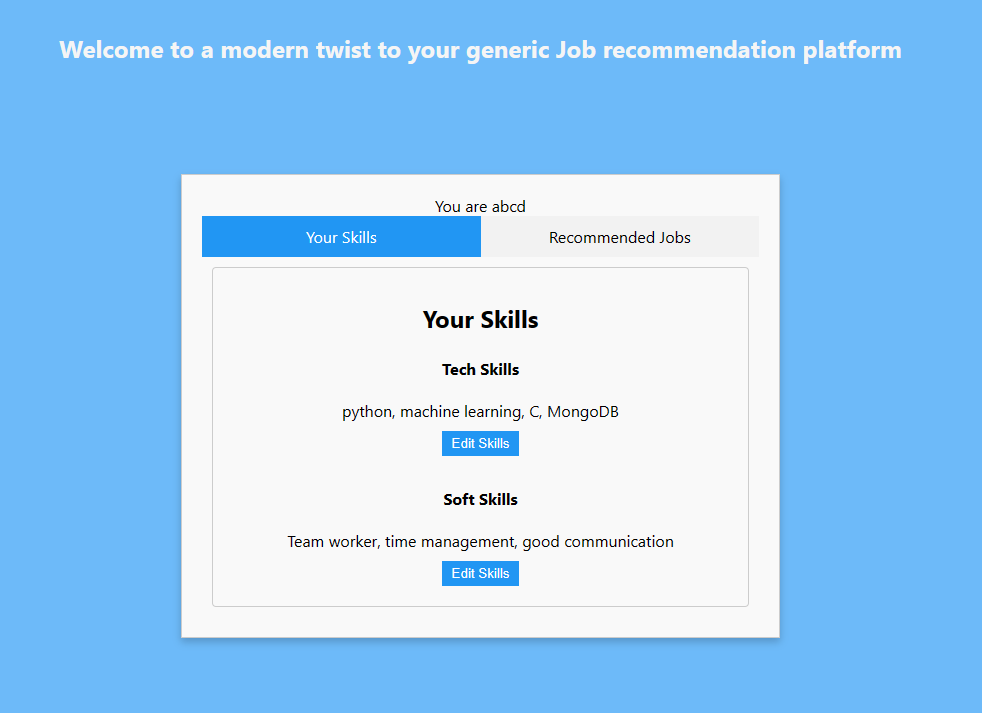 Welcome to a modern twist to your generic Job recommendation platform
You are abcd
Your Skills
Recommended Jobs
Your Skills
Tech Skills
python, machine learning, C, MongoDB
Edit Skills
Soft Skills
Team worker, time management, good communication
Edit Skills